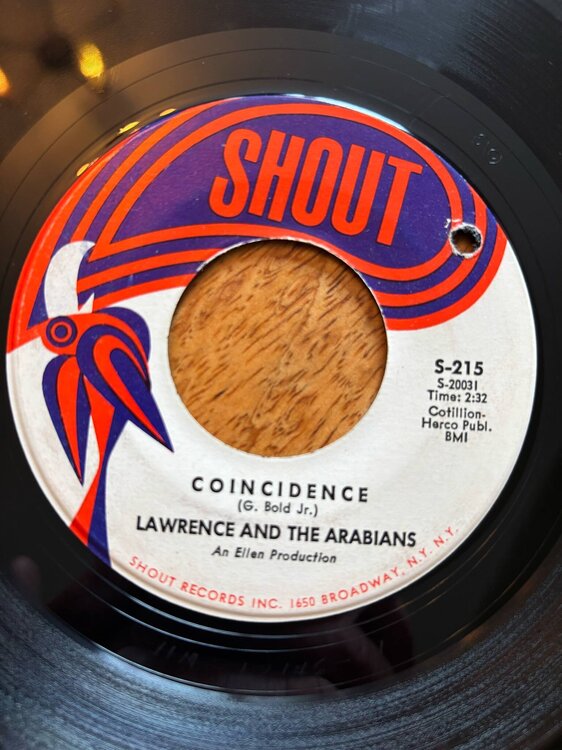 SHOUT
S-215
S-20031
Time: 2:32
Cotillion-
Herco Publ.
BMI
COINCIDENCE
(G. Bold Jr.)
LAWRENCE AND THE ARABIANS
An Ellen Production
SHOUT RECORDS INC. 1650 BROADWAY, N.Y. N.Y.